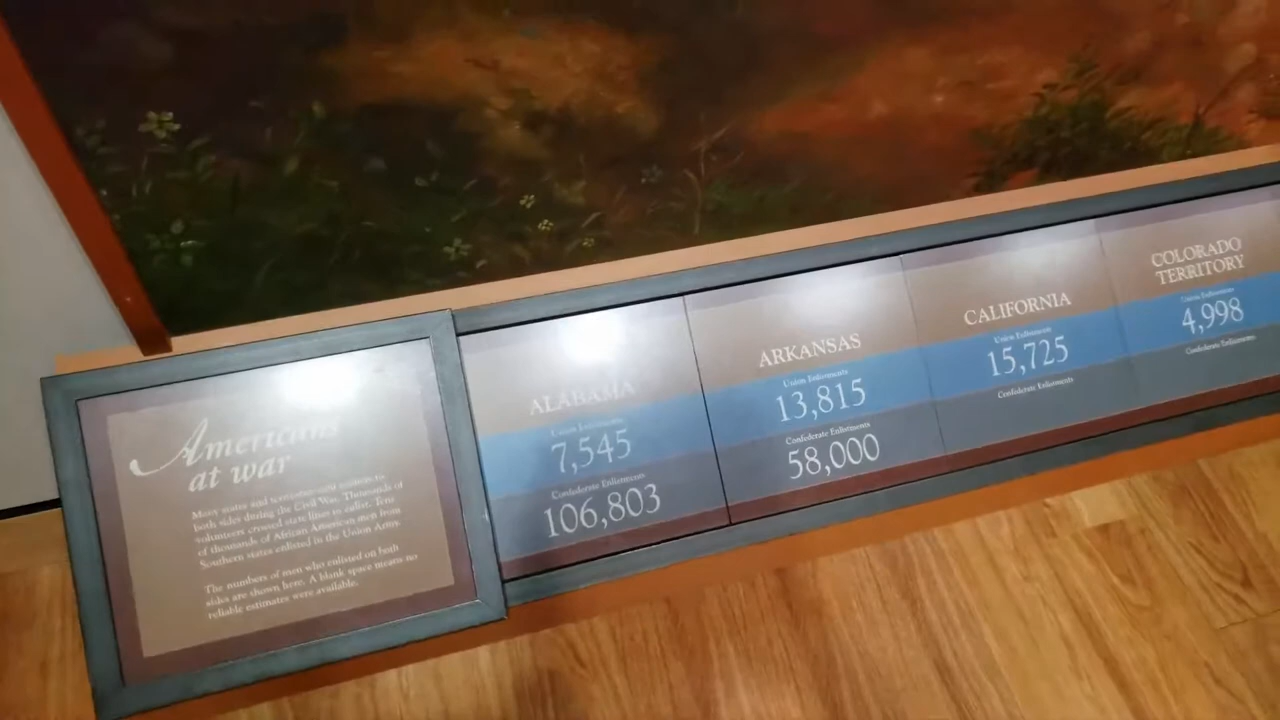 Americans
at war
Many states and territories sent soldiers to
both sides during the Civil War. Thousands of
volunteers crossed state lines to enlist. Tens
of thousands of African American men from
Southern states enlisted in the Union Army.
The numbers of men who enlisted on both
sides are shown here. A blank space means no
reliable estimates were available.
ALABAMA
Union Enlistments
7,545
Confederate Enlistments
106,803
ARKANSAS
Union Enlistments
13,815
Confederate Enlistments
58,000
CALIFORNIA
Union Enlistments
15,725
Confederate Enlistments
COLORADO
TERRITORY
Union Enlistments
4,998
Confederate Enlistments